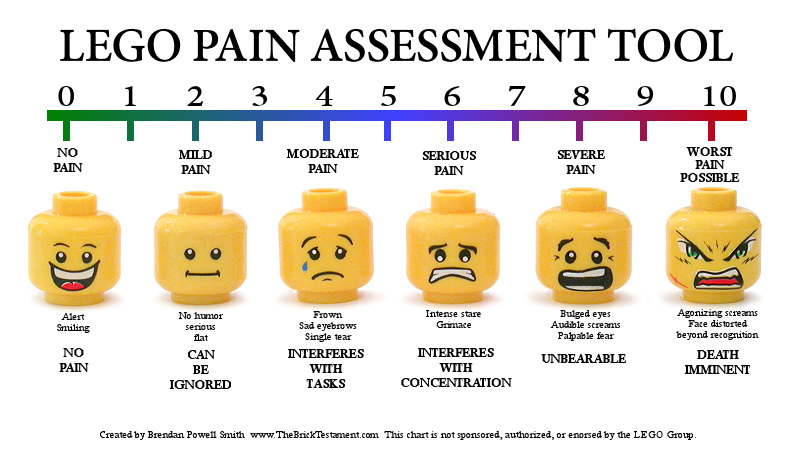 LEGO PAIN ASSESSMENT TOOL
0 1 2 3 4 5 6 7 8 9 10
NO
PAIN
MILD
PAIN
MODERATE
PAIN
SERIOUS
PAIN
SEVERE
PAIN
WORST
PAIN
POSSIBLE
Alert
Smiling
No humor
serious
flat
Frown
Sad eyebrows
Single tear
Intense stare
Grimace
Bulged eyes
Audible screams
Palpable fear
Agonizing screams
Face distorted
beyond recognition
NO
PAIN
CAN
BE
IGNORED
INTERFERES
WITH
TASKS
INTERFERES
WITH
CONCENTRATION
UNBEARABLE
DEATH
IMMINENT
Created by Brendan Powell Smith www.TheBrickTestament.com This chart is not sponsored, authorized, or enorsed by the LEGO Group.